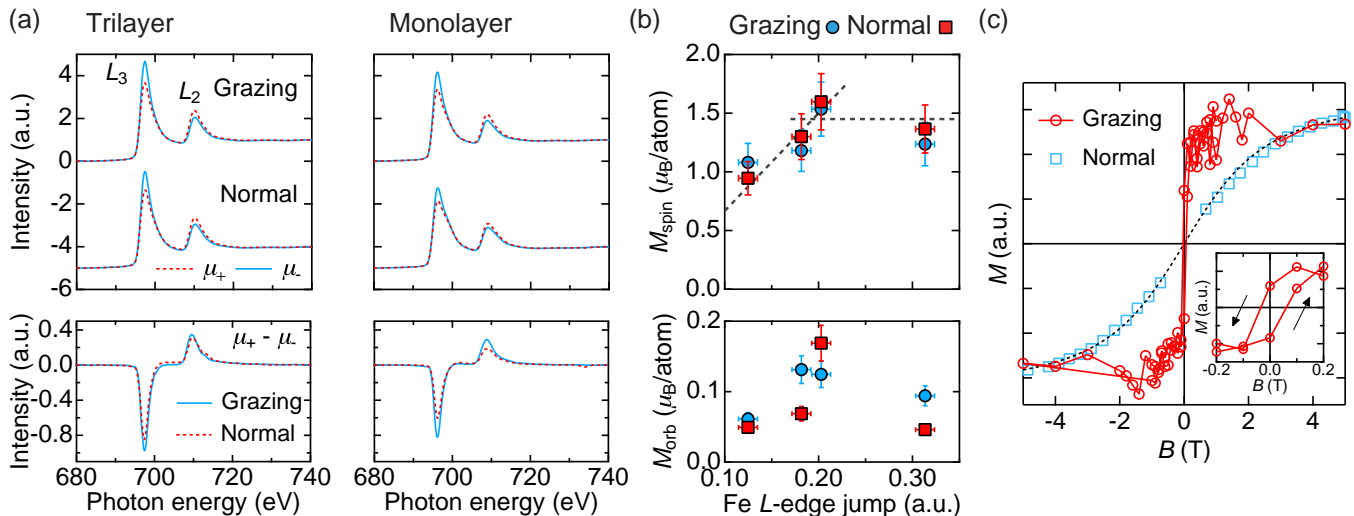 (a) Trilayer Monolayer
Intensity (a.u.)
4
2
0
-2
-4
-6
L3
L2
Grazing
Normal
μ+ μ-
Intensity (a.u.)
0.4
0.0
-0.4
-0.8
μ+ - μ-
Grazing
Normal
680 700 720 740
680 700 720 740
Photon energy (eV)
Photon energy (eV)
(b) Grazing Normal
Mspin (μB/atom)
2.0
1.5
1.0
0.5
0.0
Morb (μB/atom)
0.2
0.1
0.0
0.10 0.20 0.30
Fe L-edge jump (a.u.)
(c)
M (a.u.)
Grazing
Normal
-4 -2 0 2 4
B (T)
M (a.u.)
-0.2 0.0 0.2
B (T)